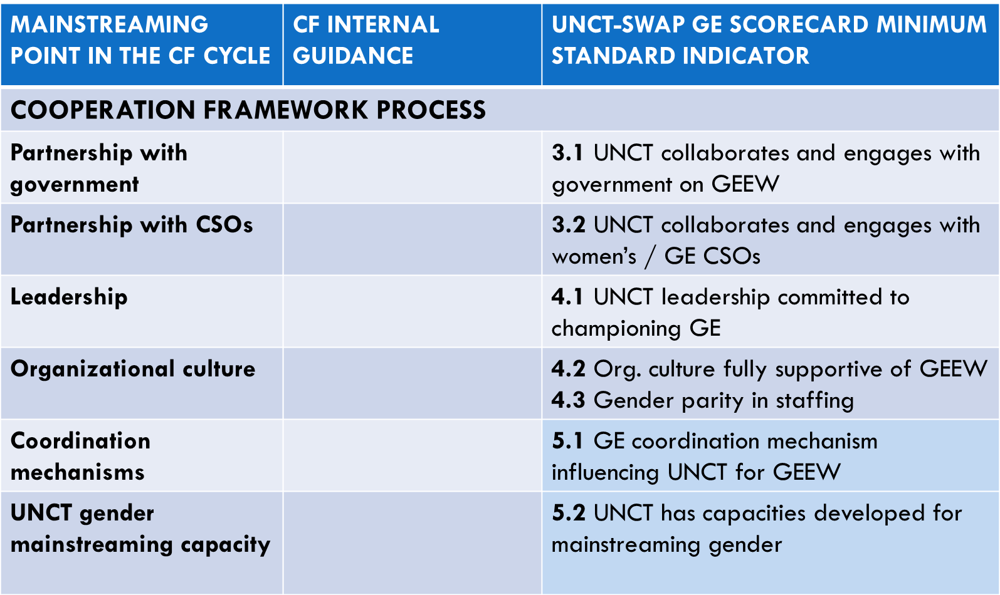 MAINSTREAMING
POINT IN THE CF CYCLE
CF INTERNAL
GUIDANCE
UNCT-SWAP GE SCORECARD MINIMUM
STANDARD INDICATOR
COOPERATION FRAMEWORK PROCESS
Partnership with
government
3.1 UNCT collaborates and engages with
government on GEEW
Partnership with CSOs
3.2 UNCT collaborates and engages with
women’s / GE CSOs
Leadership
4.1 UNCT leadership committed to
championing GE
Organizational culture
4.2 Org. culture fully supportive of GEEW
4.3 Gender parity in staffing
Coordination
mechanisms
5.1 GE coordination mechanism
influencing UNCT for GEEW
UNCT gender
mainstreaming capacity
5.2 UNCT has capacities developed for
mainstreaming gender